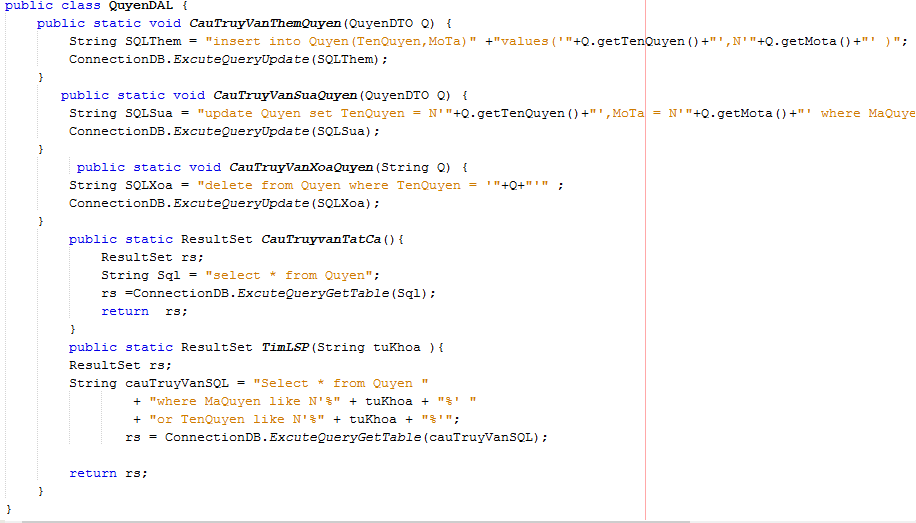 public class QuyenDAL {
    public static void CauTruyVanThemQuyen(QuyenDTO Q) {
        String SQLThem = "insert into Quyen(TenQuyen,MoTa)" +"values('"+Q.getTenQuyen()+"',N'"+Q.getMota()+"' )";
        ConnectionDB.ExcuteQueryUpdate(SQLThem);
    }
       public static void CauTruyVanSuaQuyen(QuyenDTO Q) {
        String SQLSua = "update Quyen set TenQuyen = N'"+Q.getTenQuyen()+"',MoTa = N'"+Q.getMota()+"' where MaQuye
        ConnectionDB.ExcuteQueryUpdate(SQLSua);
    }
         public static void CauTruyVanXoaQuyen(String Q) {
        String SQLXoa = "delete from Quyen where TenQuyen = '"+Q+"'" ;
        ConnectionDB.ExcuteQueryUpdate(SQLXoa);
    }
        public static ResultSet CauTruyvanTatCa(){
            ResultSet rs;
            String Sql = "select * from Quyen";
            rs =ConnectionDB.ExcuteQueryGetTable(Sql);
            return  rs;
        }
        public static ResultSet TimLSP(String tuKhoa ){
        ResultSet rs;
        String cauTruyVanSQL = "Select * from Quyen "
                + "where MaQuyen like N'%" + tuKhoa + "%' "
                + "or TenQuyen like N'%" + tuKhoa + "%'";
               rs = ConnectionDB.ExcuteQueryGetTable(cauTruyVanSQL);
        return rs;
    }
}